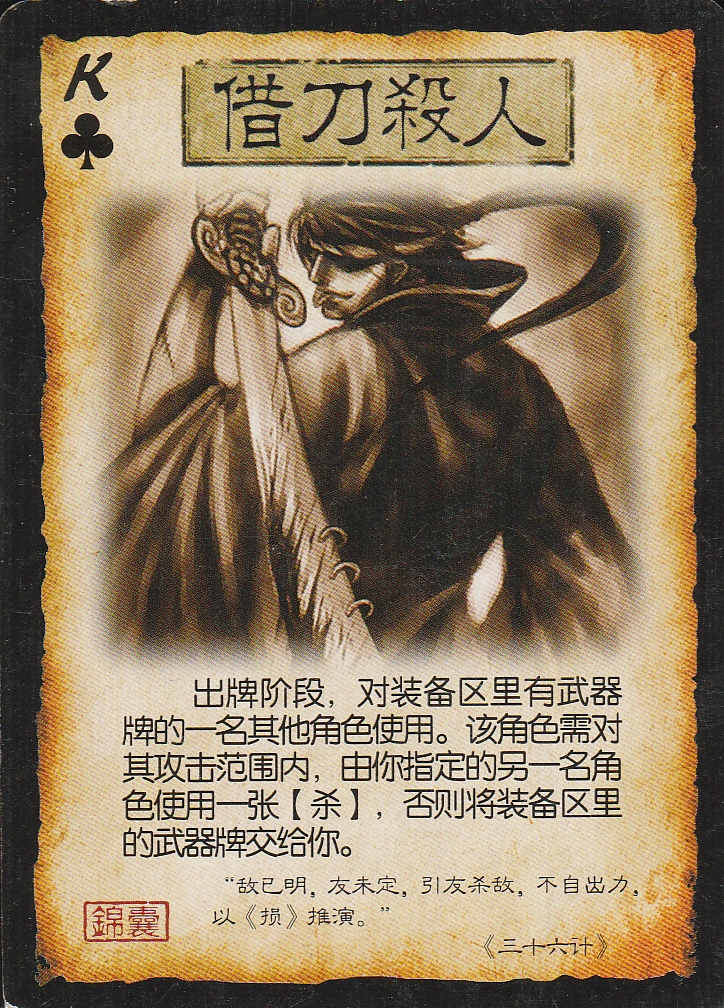 K
借刀殺人
出牌阶段，对装备区里有武器
牌的一名其他角色使用。该角色需对
其攻击范围内，由你指定的另一名角
色使用一张【杀】，否则将装备区里
的武器牌交给你。
“敌已明，友未定，引友杀敌，不自出力，
以《损》推演。”
《三十六计》
錦囊